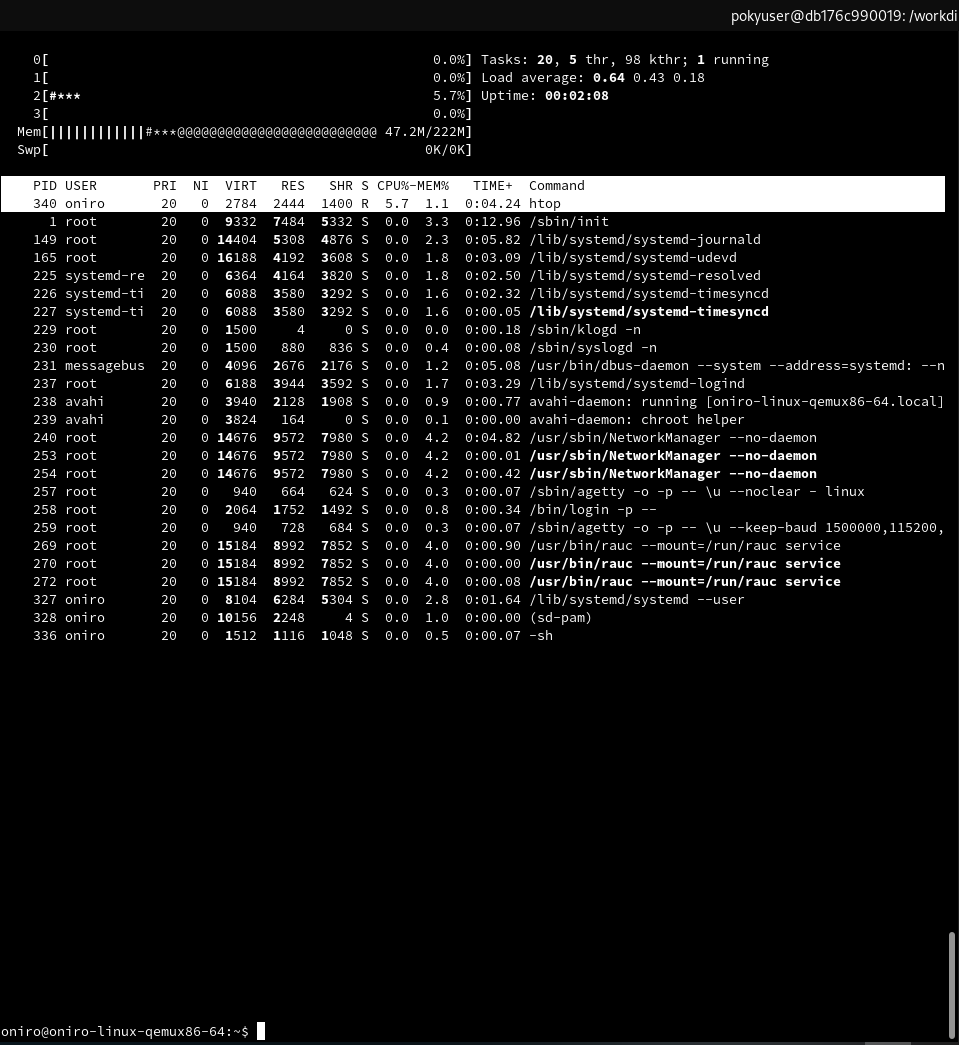 pokyuser@db176c990019: /workdi
0[ 0.0%] Tasks: 20, 5 thr, 98 kthr; 1 running
1[ 0.0%] Load average: 0.64 0.43 0.18
2[#*** 5.7%] Uptime: 00:02:08
3[ 0.0%]
Mem[||||||||||||#***@@@@@@@@@@@@@@@@@@@@@@@@@ 47.2M/222M]
Swp[ 0K/0K]
PID USER PRI NI VIRT RES SHR S CPU%-MEM% TIME+ Command
340 oniro 20 0 2784 2444 1400 R 5.7 1.1 0:04.24 htop
1 root 20 0 9332 7484 5332 S 0.0 3.3 0:12.96 /sbin/init
149 root 20 0 14404 5308 4876 S 0.0 2.3 0:05.82 /lib/systemd/systemd-journald
165 root 20 0 16188 4192 3608 S 0.0 1.8 0:03.09 /lib/systemd/systemd-udevd
225 systemd-re 20 0 6364 4164 3820 S 0.0 1.8 0:02.50 /lib/systemd/systemd-resolved
226 systemd-ti 20 0 6088 3580 3292 S 0.0 1.6 0:02.32 /lib/systemd/systemd-timesyncd
227 systemd-ti 20 0 6088 3580 3292 S 0.0 1.6 0:00.05 /lib/systemd/systemd-timesyncd
229 root 20 0 1500 4 0 S 0.0 0.0 0:00.18 /sbin/klogd -n
230 root 20 0 1500 880 836 S 0.0 0.4 0:00.08 /sbin/syslogd -n
231 messagebus 20 0 4096 2676 2176 S 0.0 1.2 0:05.08 /usr/bin/dbus-daemon --system --address=systemd: --n
237 root 20 0 6188 3944 3592 S 0.0 1.7 0:03.29 /lib/systemd/systemd-logind
238 avahi 20 0 3940 2128 1908 S 0.0 0.9 0:00.77 avahi-daemon: running [oniro-linux-qemux86-64.local]
239 avahi 20 0 3824 164 0 S 0.0 0.1 0:00.00 avahi-daemon: chroot helper
240 root 20 0 14676 9572 7980 S 0.0 4.2 0:04.82 /usr/sbin/NetworkManager --no-daemon
253 root 20 0 14676 9572 7980 S 0.0 4.2 0:00.01 /usr/sbin/NetworkManager --no-daemon
254 root 20 0 14676 9572 7980 S 0.0 4.2 0:00.42 /usr/sbin/NetworkManager --no-daemon
257 root 20 0 940 664 624 S 0.0 0.3 0:00.07 /sbin/agetty -o -p -- \u --noclear - linux
258 root 20 0 2064 1752 1492 S 0.0 0.8 0:00.34 /bin/login -p --
259 root 20 0 940 728 684 S 0.0 0.3 0:00.07 /sbin/agetty -o -p -- \u --keep-baud 1500000,115200,
269 root 20 0 15184 8992 7852 S 0.0 4.0 0:00.90 /usr/bin/rauc --mount=/run/rauc service
270 root 20 0 15184 8992 7852 S 0.0 4.0 0:00.00 /usr/bin/rauc --mount=/run/rauc service
272 root 20 0 15184 8992 7852 S 0.0 4.0 0:00.08 /usr/bin/rauc --mount=/run/rauc service
327 oniro 20 0 8104 6284 5304 S 0.0 2.8 0:01.64 /lib/systemd/systemd --user
328 oniro 20 0 10156 2248 4 S 0.0 1.0 0:00.00 (sd-pam)
336 oniro 20 0 1512 1116 1048 S 0.0 0.5 0:00.07 -sh
oniro@oniro-linux-qemux86-64:~$